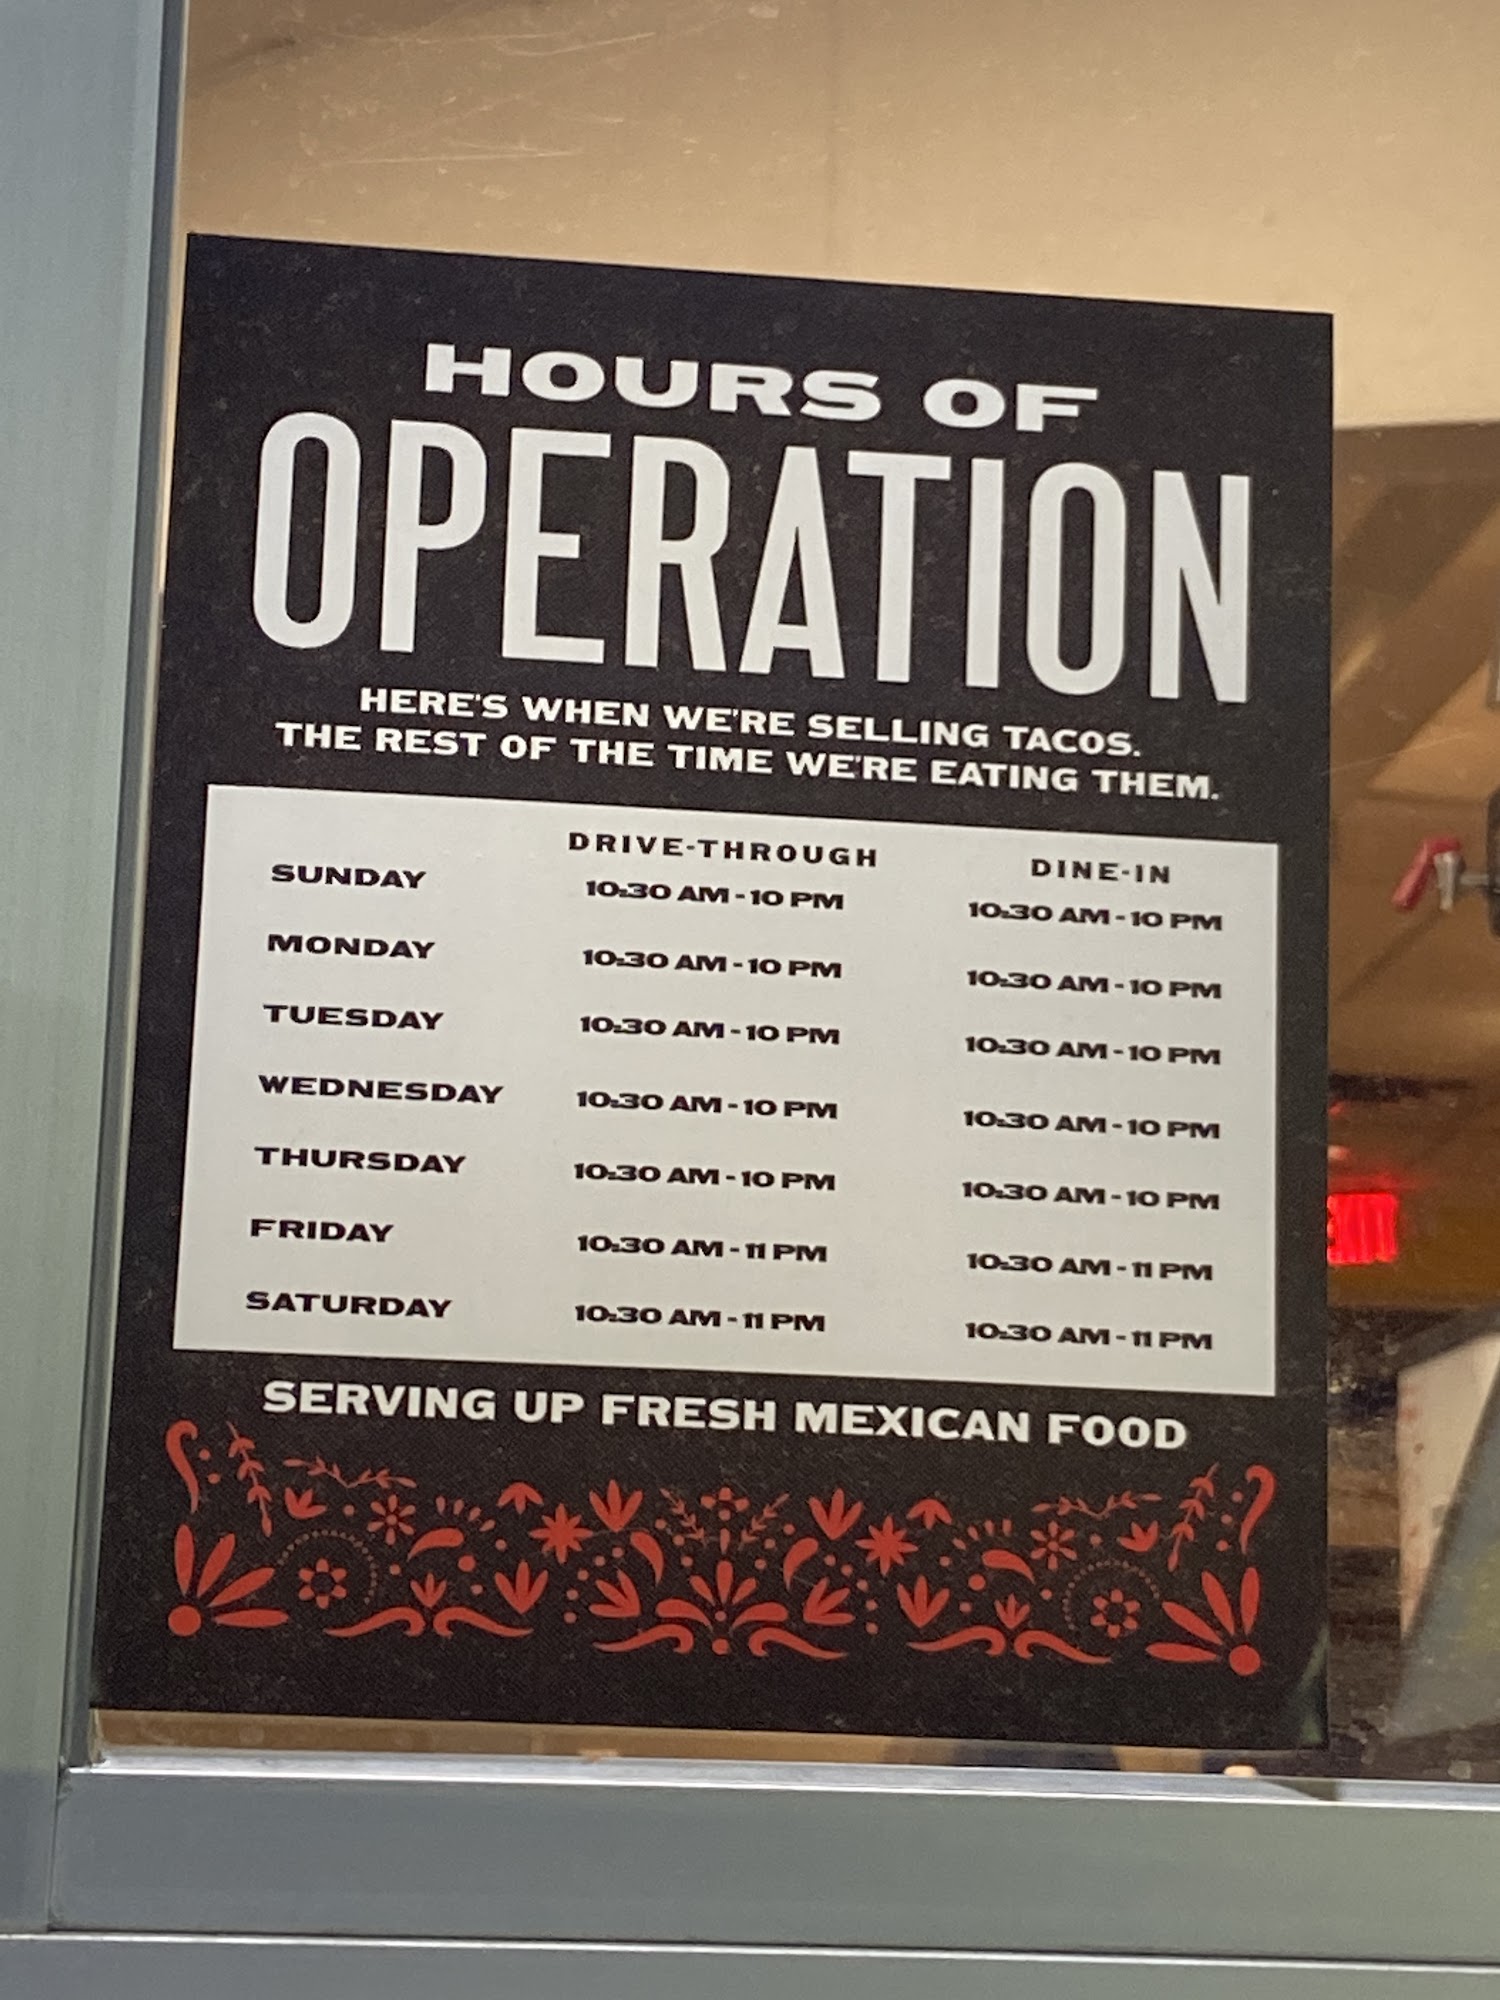 HOURS OF
OPERATION
HERE'S WHEN WE'RE SELLING TACOS.
THE REST OF THE TIME WE'RE EATING THEM.
DRIVE-THROUGH DINE-IN
SUNDAY 10:30 AM - 10 PM 10:30 AM - 10 PM
MONDAY 10:30 AM - 10 PM 10:30 AM - 10 PM
TUESDAY 10:30 AM - 10 PM 10:30 AM - 10 PM
WEDNESDAY 10:30 AM - 10 PM 10:30 AM - 10 PM
THURSDAY 10:30 AM - 10 PM 10:30 AM - 10 PM
FRIDAY 10:30 AM - 11 PM 10:30 AM - 11 PM
SATURDAY 10:30 AM - 11 PM 10:30 AM - 11 PM
SERVING UP FRESH MEXICAN FOOD